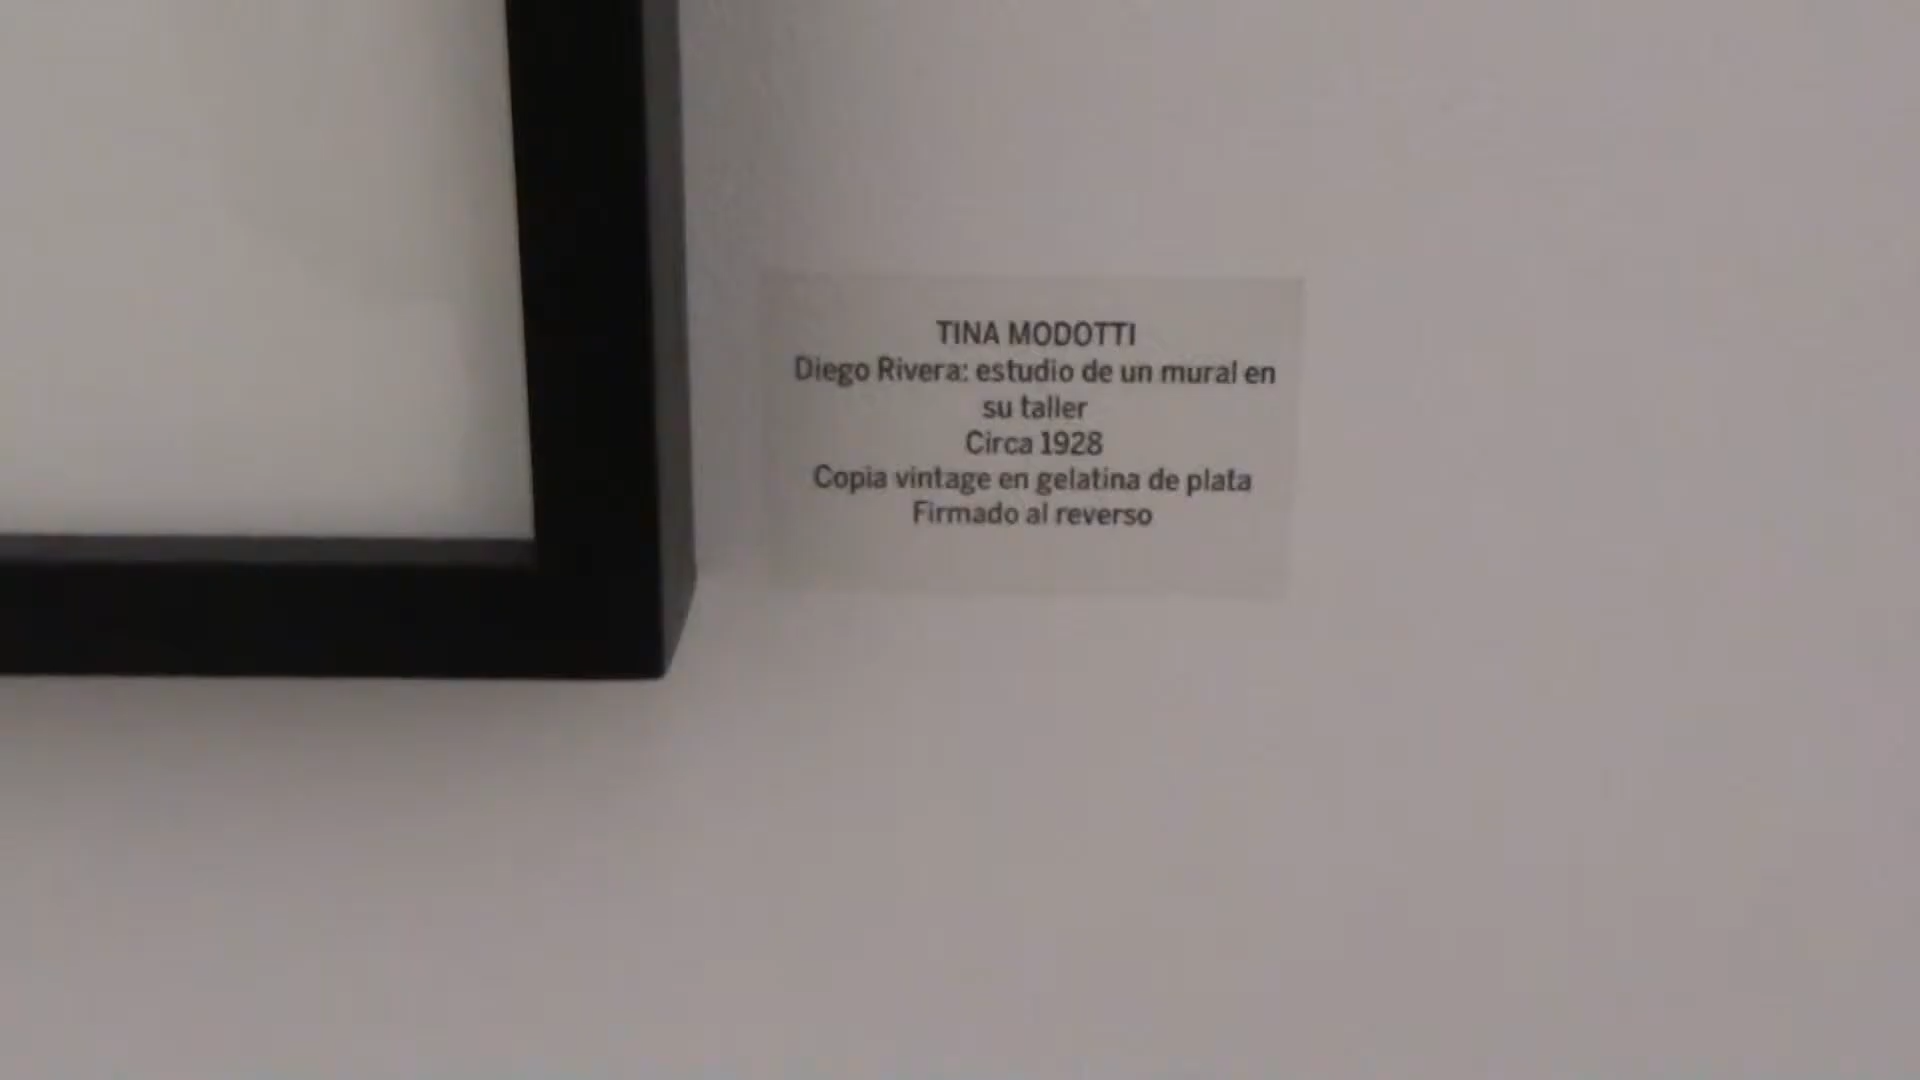 TINA MODOTTI
Diego Rivera: estudio de un mural en
su taller
Circa 1928
Copia vintage en gelatina de plata
Firmado al reverso